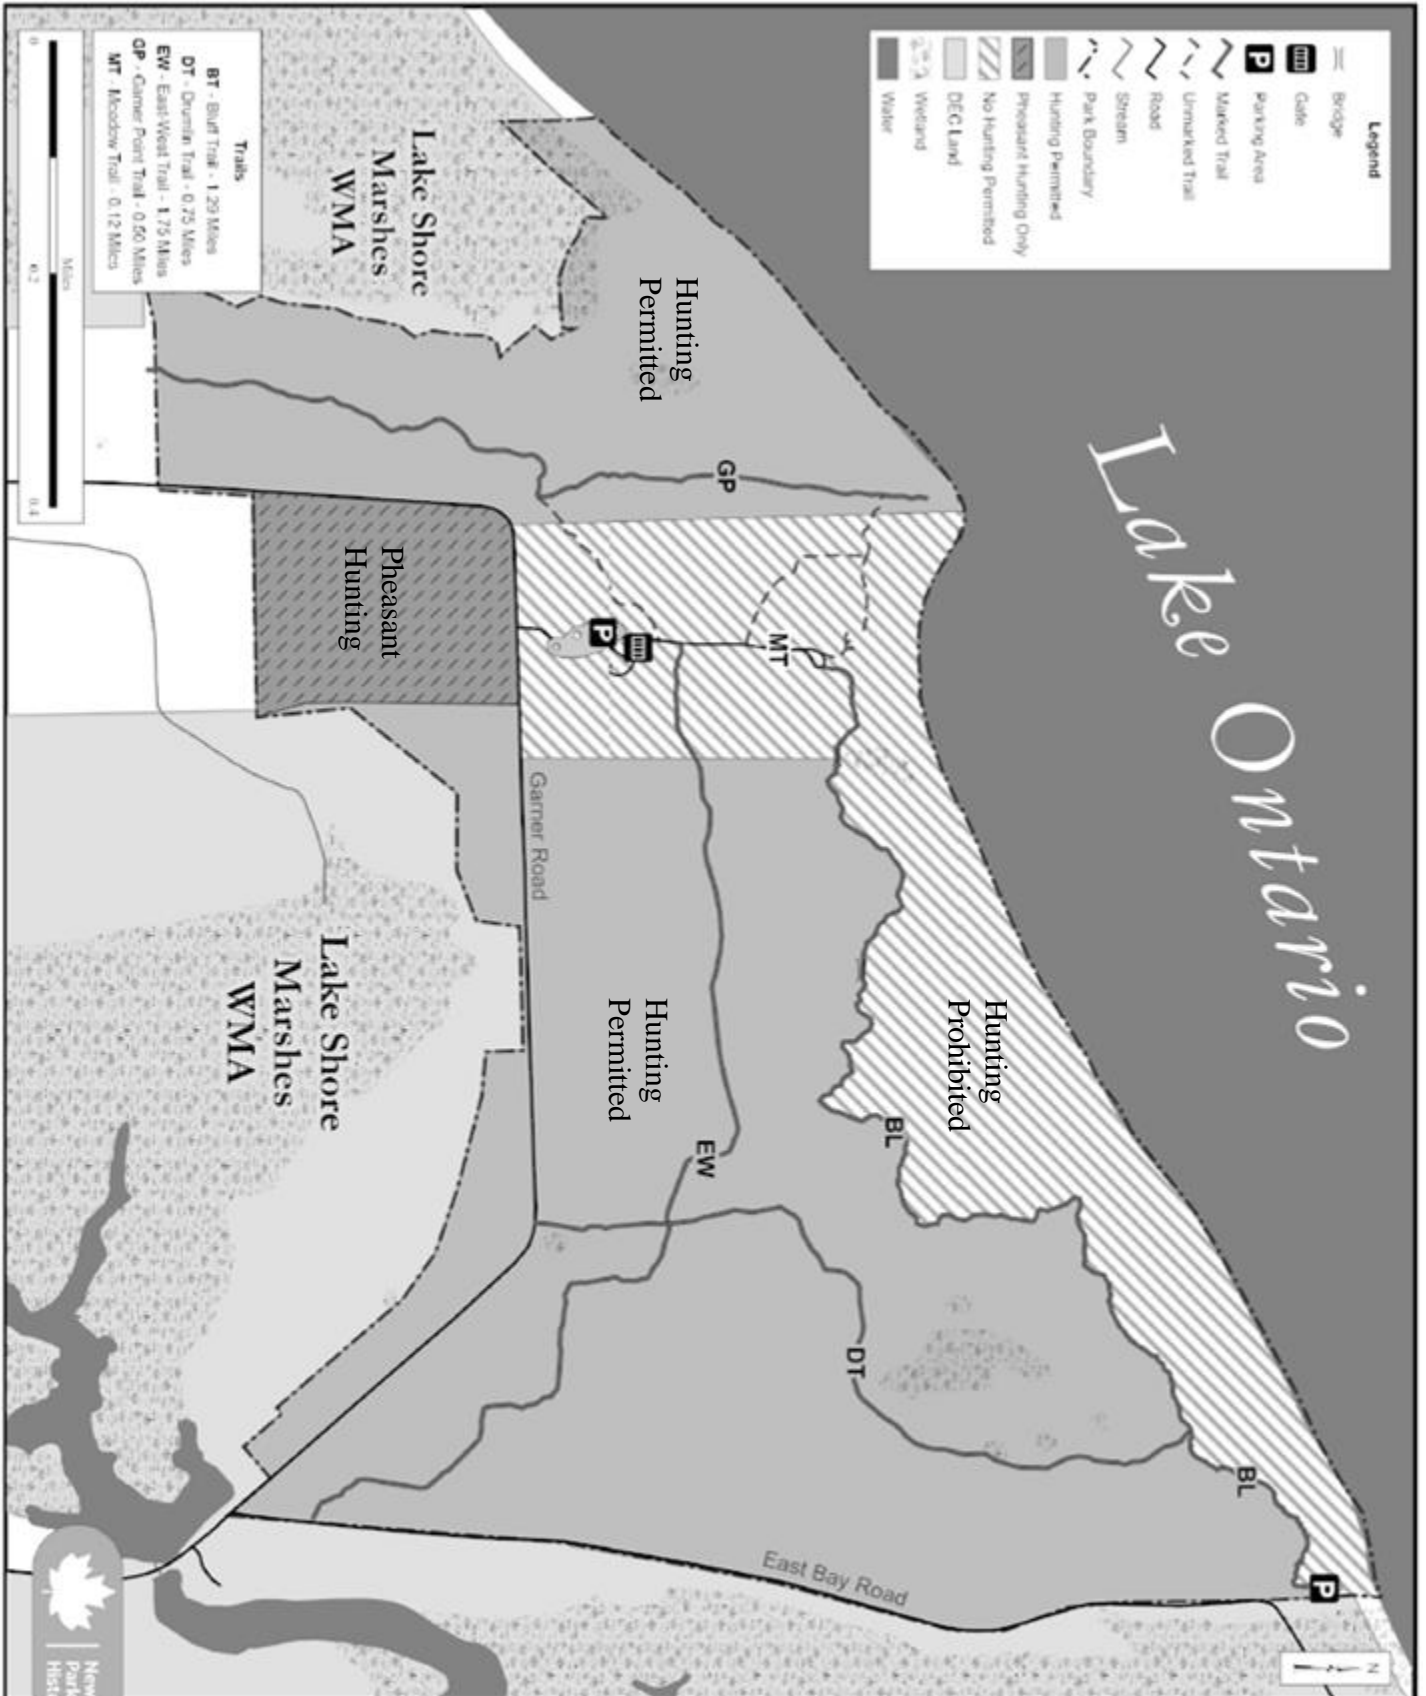 Lake Ontario
Legend
Bridge
Gate
P Parking Area
Marked Trail
Unmarked Trail
Road
Stream
Park Boundary
Hunting Permitted
Pheasant Hunting Only
No Hunting Permitted
DEC Land
Wetland
Water
N
P
BL
Hunting
Prohibited
BL
Hunting
Permitted
GP
MT
DT
East Bay Road
EW
P
Hunting
Permitted
Garner Road
Lake Shore
Marshes
WMA
Pheasant
Hunting
Lake Shore
Marshes
WMA
Trails
BT - Bluff Trail - 1.29 Miles
DT - Drumlin Trail - 0.75 Miles
EW - East-West Trail - 1.75 Miles
GP - Garner Point Trail - 0.50 Miles
MT - Meadow Trail - 0.12 Miles
Miles
0 0.2 0.4
New
Park
Hist